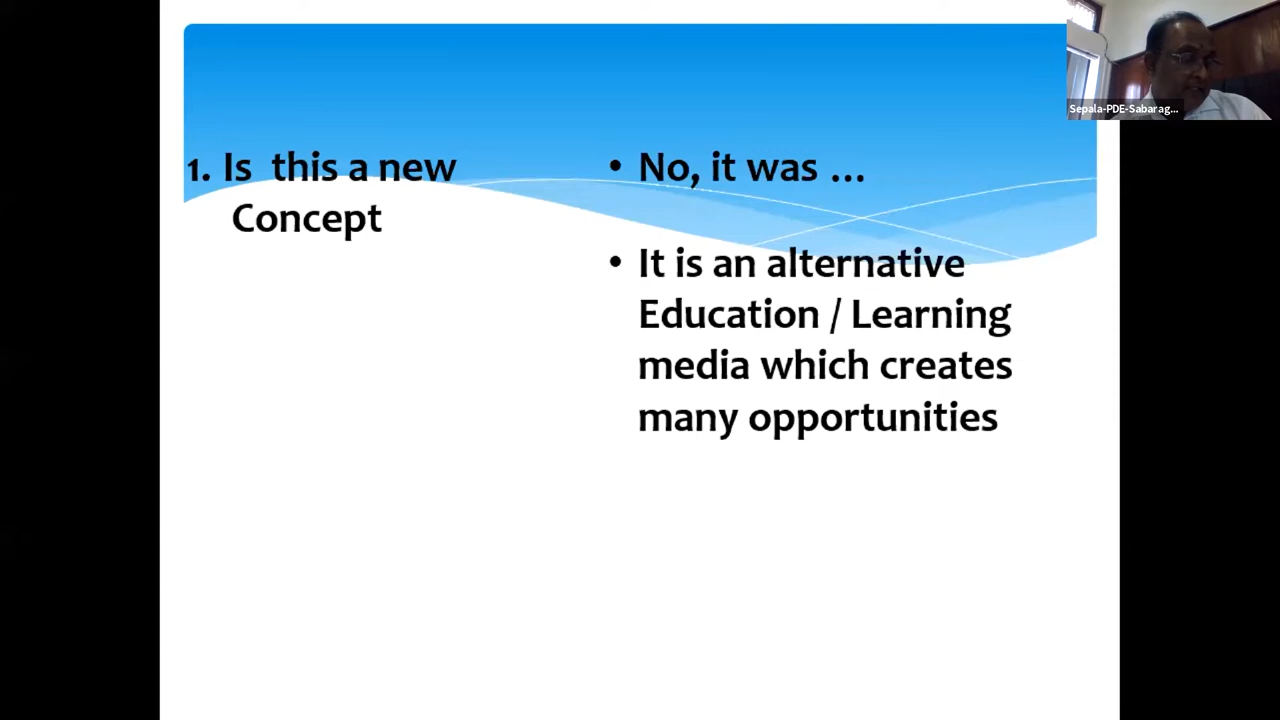 1. Is this a new
Concept
• No, it was ...
• It is an alternative
Education / Learning
media which creates
many opportunities
Sepala-PDE-Sabarag...